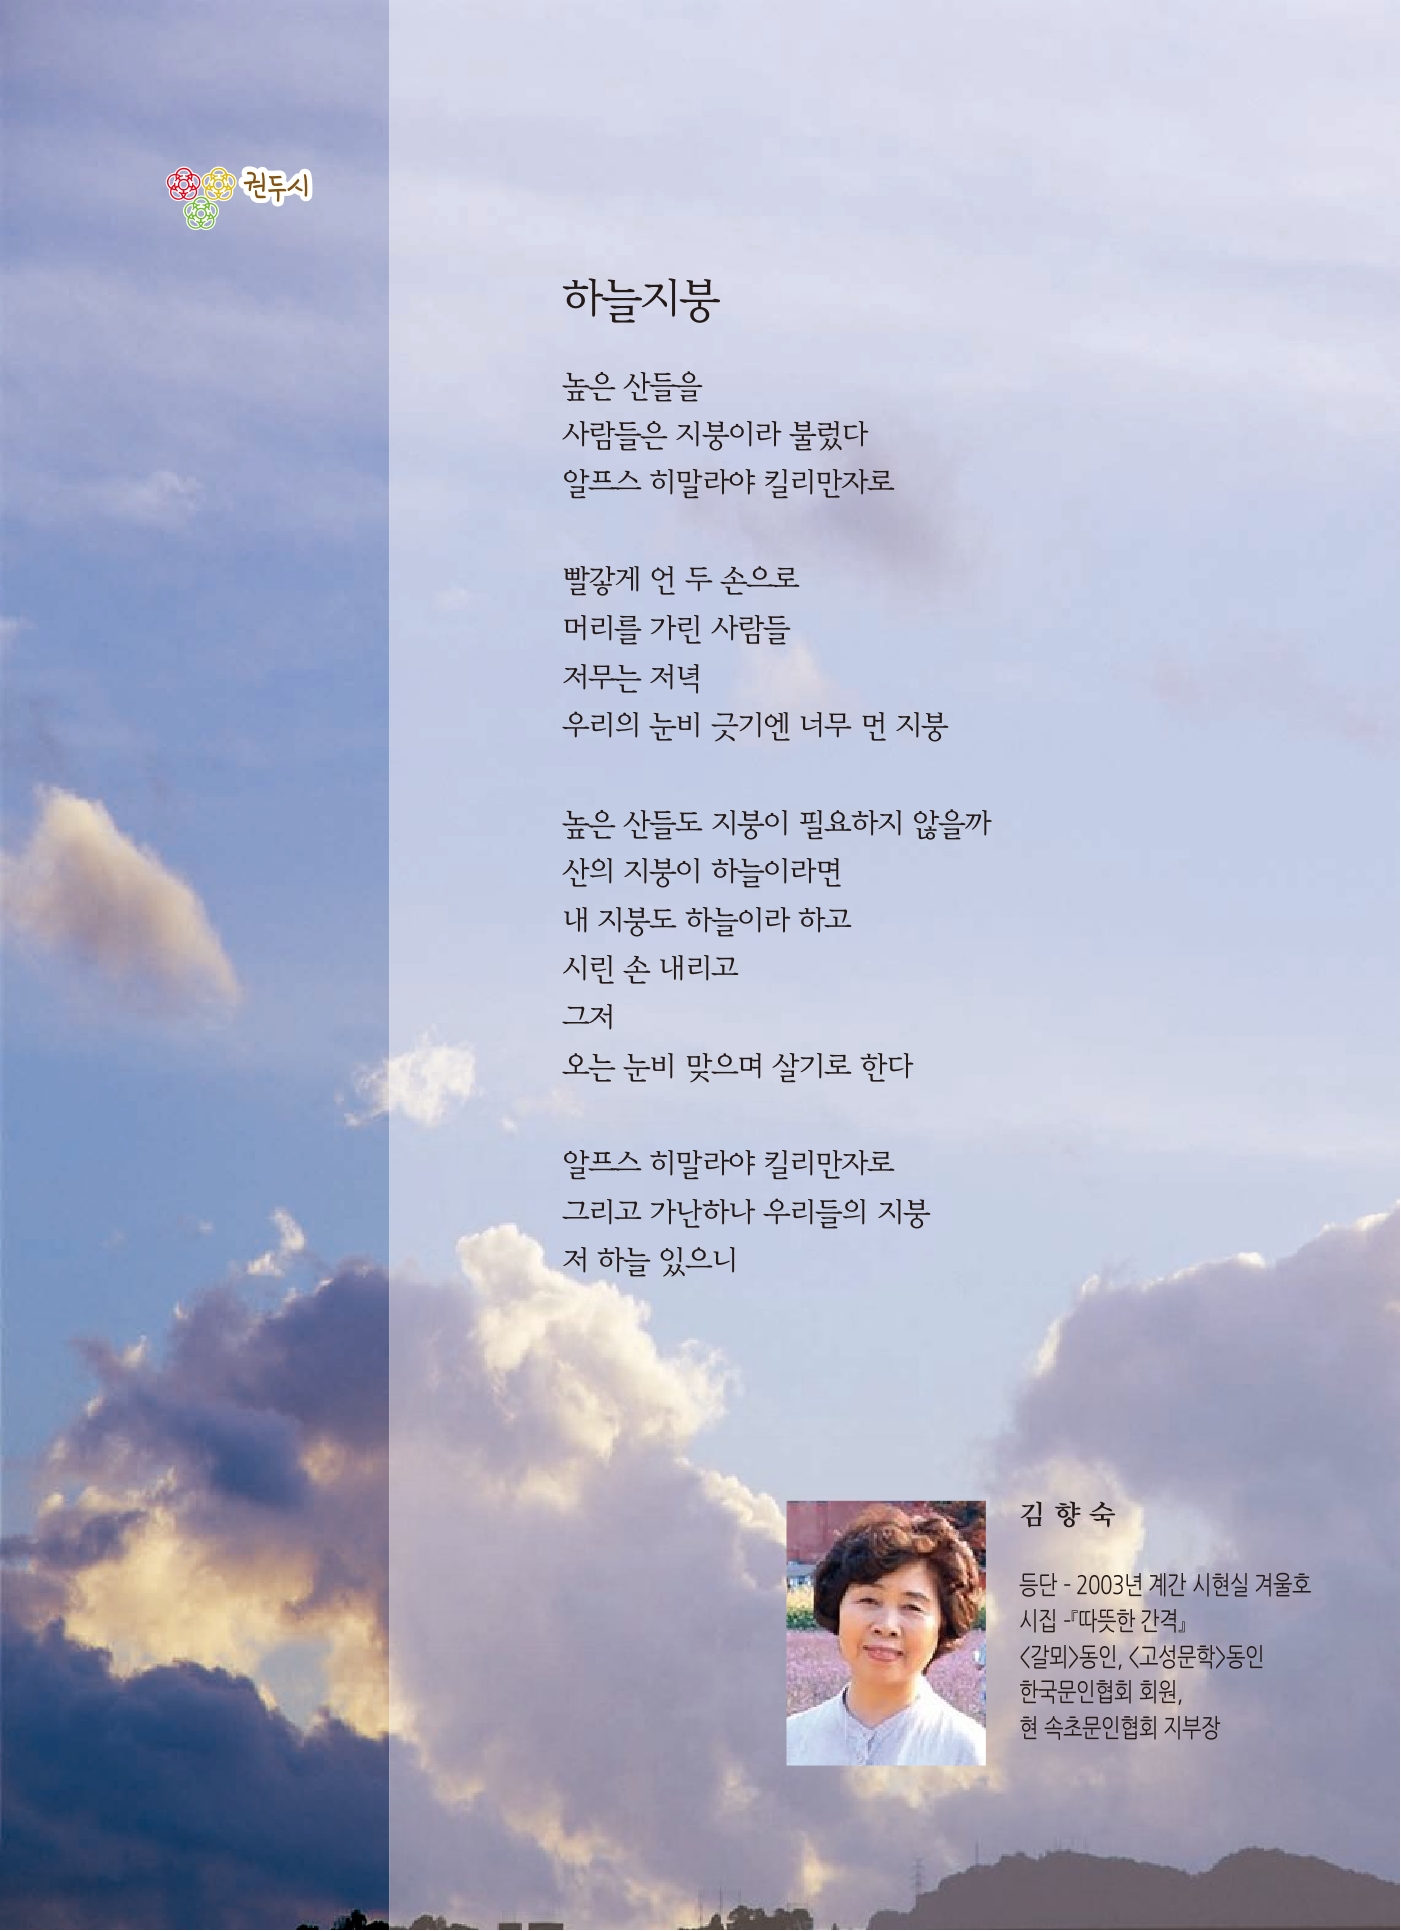 권두시
하늘지붕
높은 산들을
사람들은 지붕이라 불렀다
알프스 히말라야 킬리만자로
빨갛게 언 두 손으로
머리를 가린 사람들
저무는 저녁
우리의 눈비 긋기엔 너무 먼 지붕
높은 산들도 지붕이 필요하지 않을까
산의 지붕이 하늘이라면
내 지붕도 하늘이라 하고
시린 손 내리고
그저
오는 눈비 맞으며 살기로 한다
알프스 히말라야 킬리만자로
그리고 가난하나 우리들의 지붕
저 하늘 있으니
김 향 숙
등단 - 2003년 계간 시현실 겨울호
시집 -『따뜻한 간격』
<갈뫼>동인, <고성문학>동인
한국문인협회 회원,
현 속초문인협회 지부장